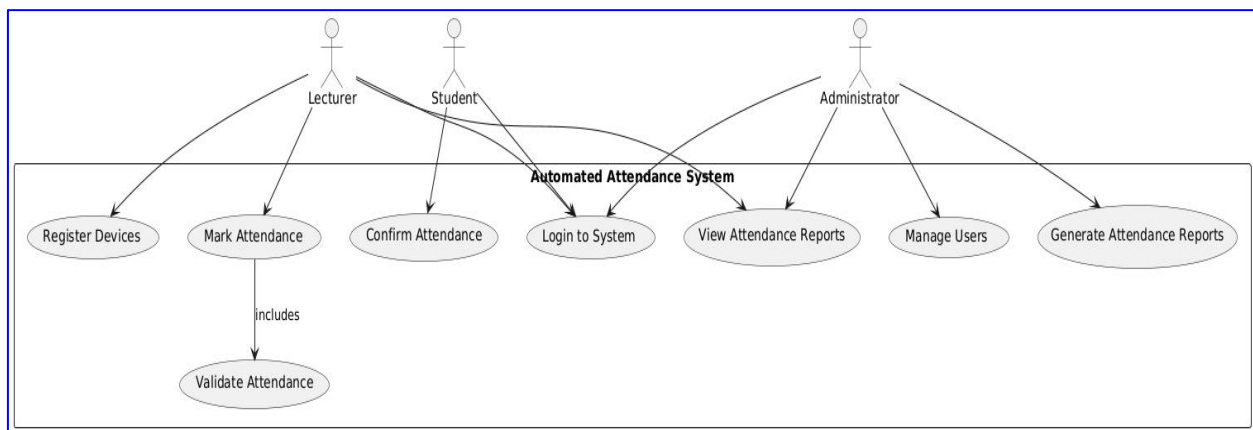 Lecturer
Student
Administrator
Automated Attendance System
Register Devices
Mark Attendance
Confirm Attendance
Login to System
View Attendance Reports
Manage Users
Generate Attendance Reports
includes
Validate Attendance